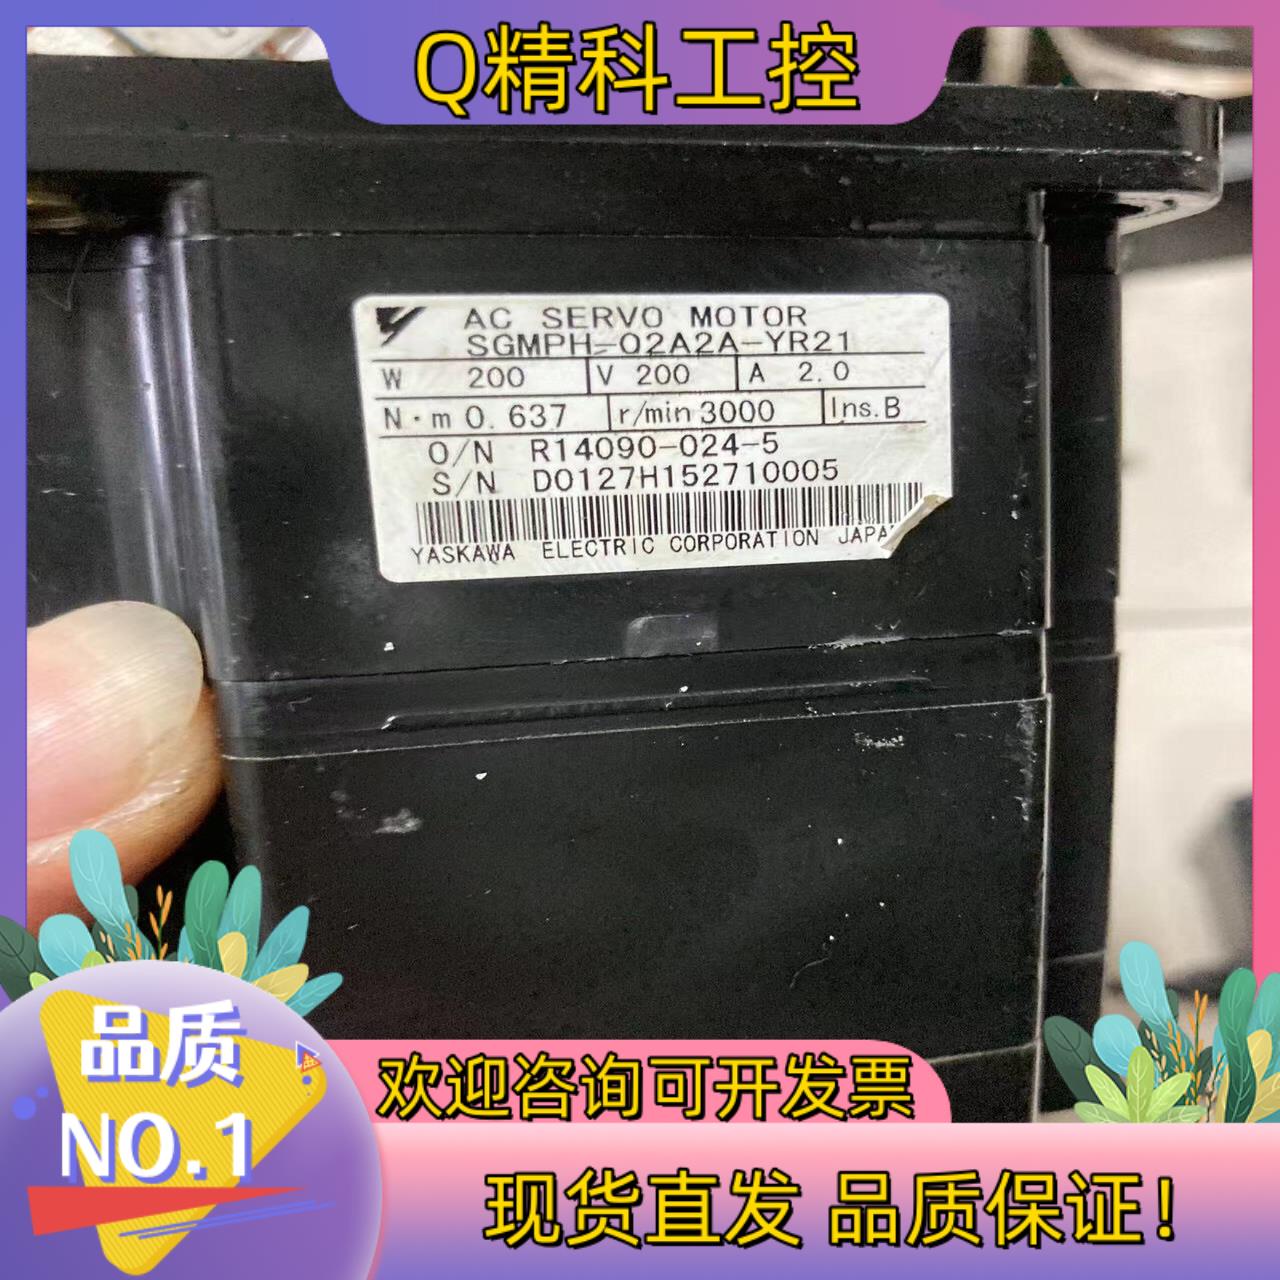 Q精科工控
AC SERVO MOTOR
SGMPH-02A2A-YR21
W 200 V 200 A 2.0
N·m 0.637 r/min 3000 Ins.B
O/N R14090-024-5
S/N D0127H152710005
YASKAWA ELECTRIC CORPORATION JAPA
品质
NO.1
欢迎咨询可开发票
现货直发 品质保证!